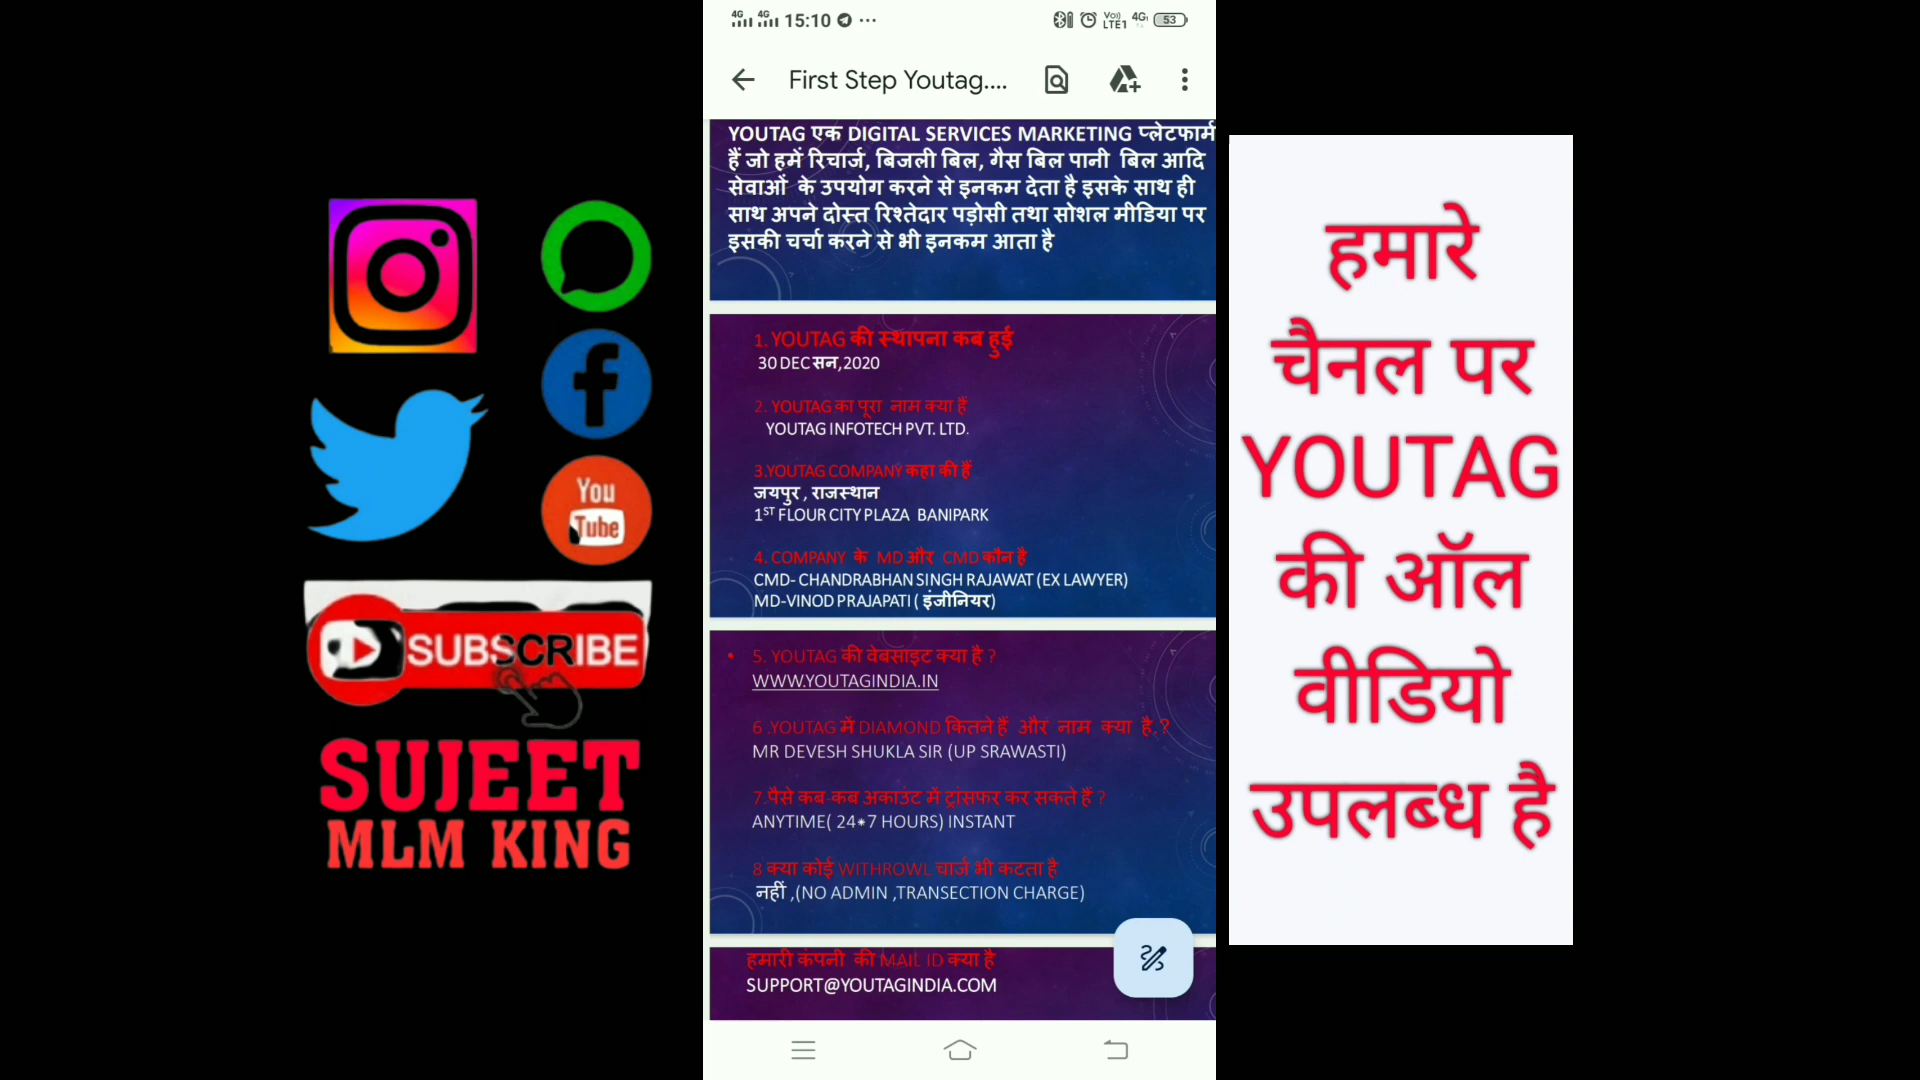 4G 4G 15:10 ...
Vo)) LTE1 4G 53
First Step Youtag....
YOUTAG एक DIGITAL SERVICES MARKETING प्लेटफार्म
हैं जो हमें रिचार्ज, बिजली बिल, गैस बिल पानी बिल आदि
सेवाओं के उपयोग करने से इनकम देता है इसके साथ ही
साथ अपने दोस्त रिश्तेदार पड़ोसी तथा सोशल मीडिया पर
इसकी चर्चा करने से भी इनकम आता है
1. YOUTAG की स्थापना कब हुई
30 DEC सन,2020
2. YOUTAG का पूरा नाम क्या हैं
YOUTAG INFOTECH PVT. LTD.
3.YOUTAG COMPANY कहा की हैं
जयपुर , राजस्थान
1ST FLOUR CITY PLAZA BANIPARK
4. COMPANY के MD और CMD कौन है
CMD- CHANDRABHAN SINGH RAJAWAT (EX LAWYER)
MD-VINOD PRAJAPATI ( इंजीनियर)
• 5. YOUTAG की वेबसाइट क्या है ?
WWW.YOUTAGINDIA.IN
6 .YOUTAG में DIAMOND कितने हैं और नाम क्या है.?
MR DEVESH SHUKLA SIR (UP SRAWASTI)
7.पैसे कब-कब अकाउंट में ट्रांसफर कर सकते हैं ?
ANYTIME( 24*7 HOURS) INSTANT
8 क्या कोई WITHROWL चार्ज भी कटता है
नहीं ,(NO ADMIN ,TRANSECTION CHARGE)
हमारी कंपनी की MAIL ID क्या है
SUPPORT@YOUTAGINDIA.COM
You
Tube
SUBSCRIBE
SUJEET
MLM KING
हमारे
चैनल पर
YOUTAG
की ऑल
वीडियो
उपलब्ध है